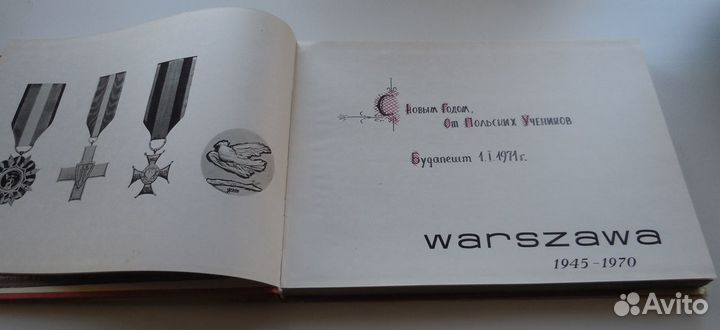 С Новым Годом,
От Польских Учеников
Будапешт 1.I.1971 г.
warszawa
1945-1970
Avito